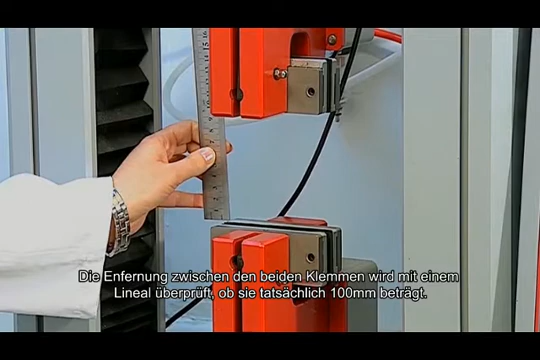 Die Enfernung zwischen den beiden Klemmen wird mit einem
Lineal überprüft, ob sie tatsächlich 100mm beträgt.